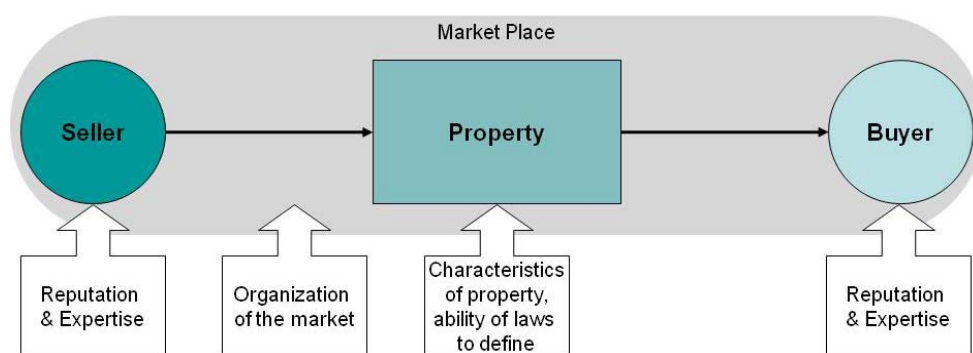 Market Place
Seller
Property
Buyer
Reputation
& Expertise
Organization
of the market
Characteristics
of property,
ability of laws
to define
Reputation
& Expertise